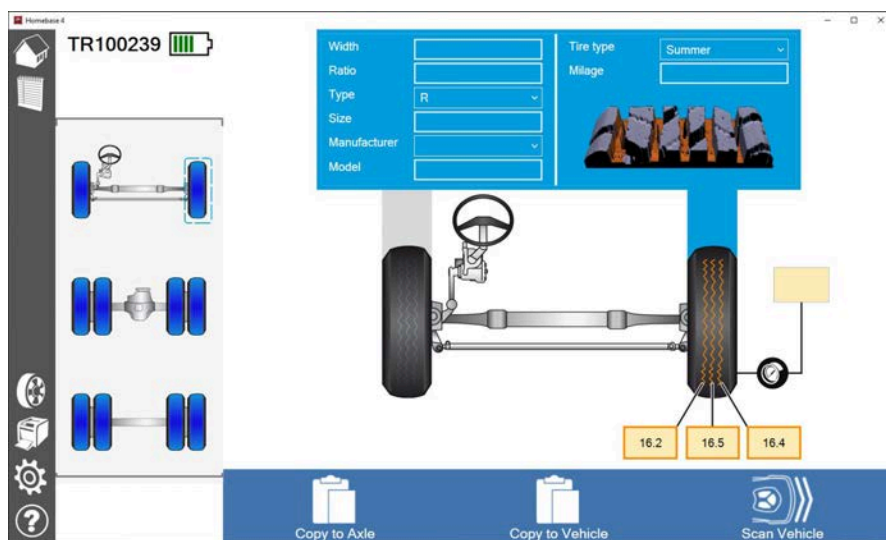 Homebase 4
TR100239
Width
Ratio
Type R
Size
Manufacturer
Model
Tire type Summer
Milage
16.2 16.5 16.4
Copy to Axle Copy to Vehicle Scan Vehicle